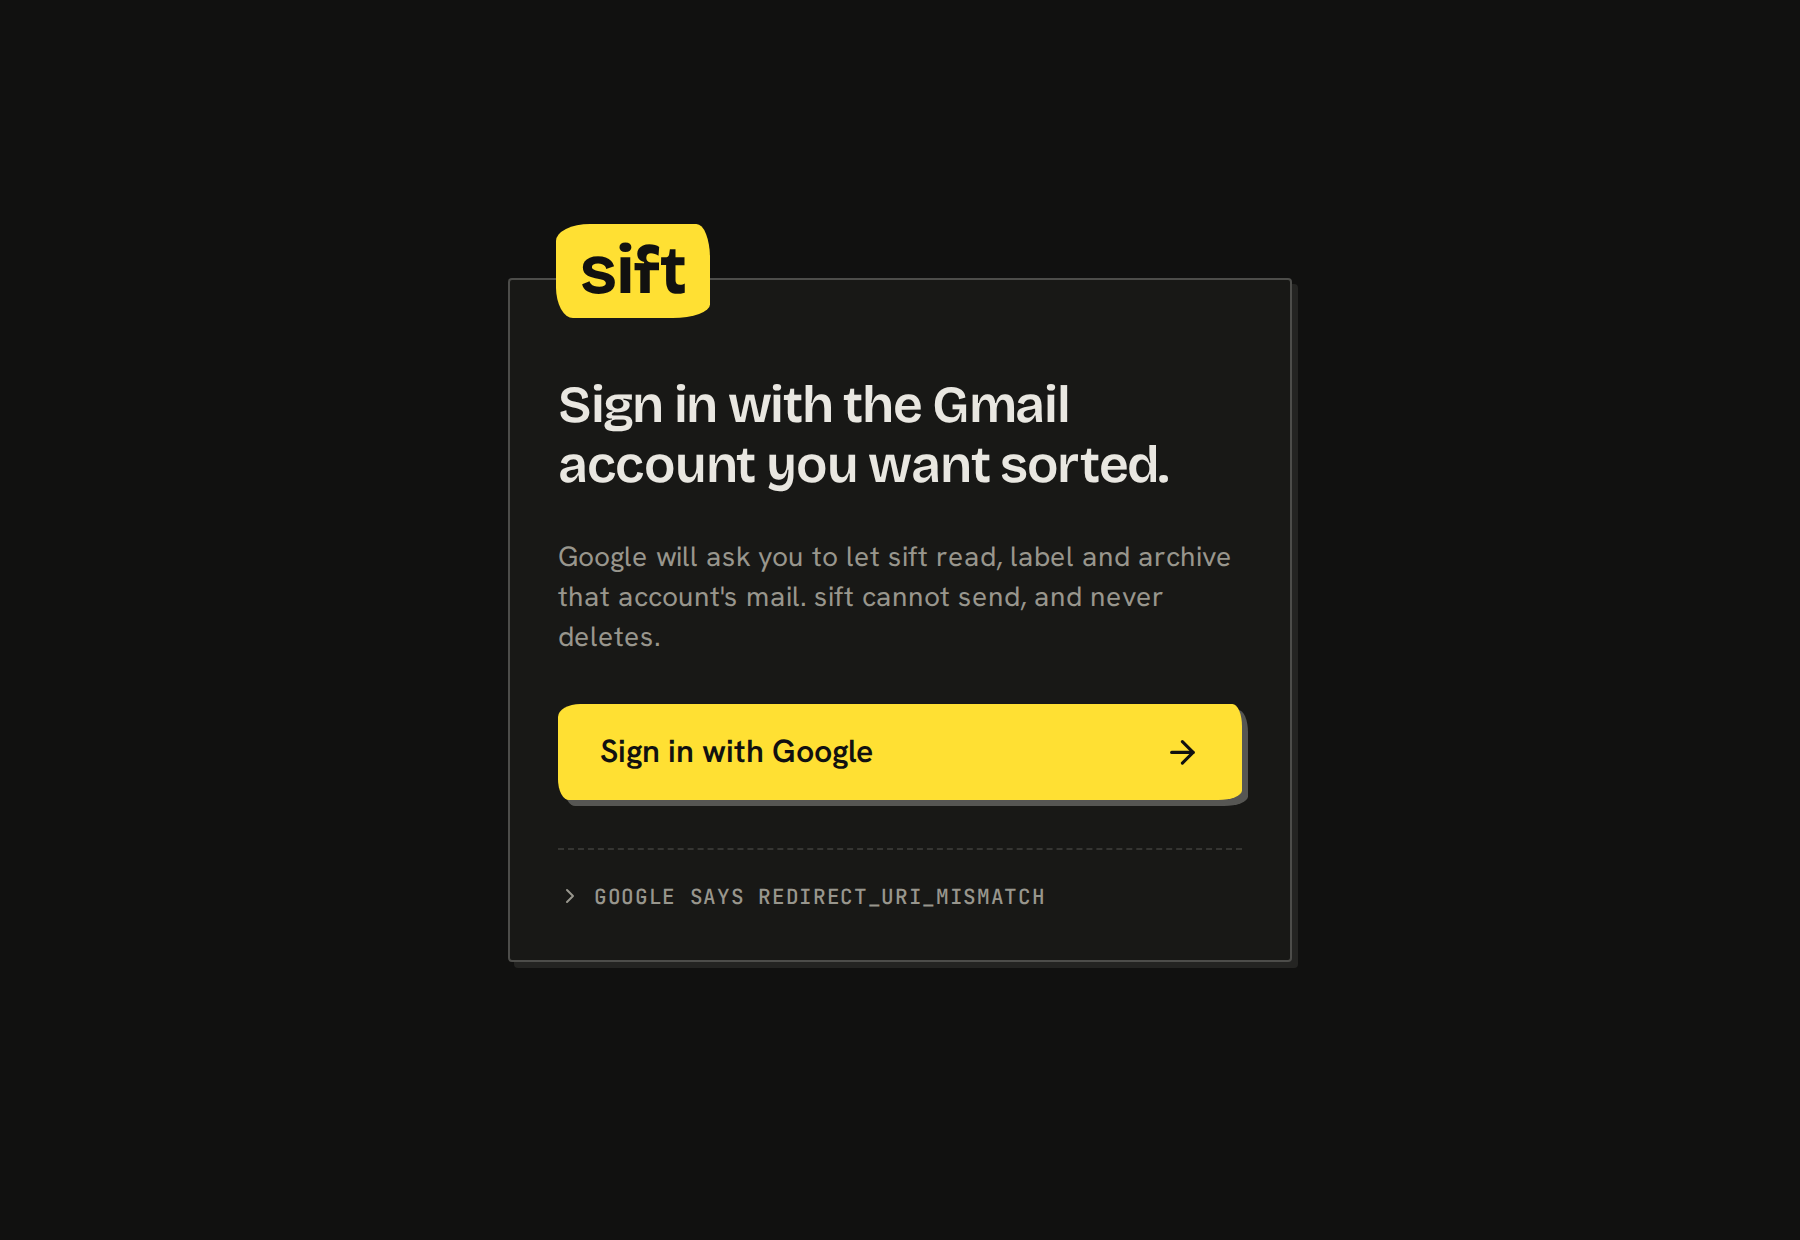 sift
Sign in with the Gmail
account you want sorted.
Google will ask you to let sift read, label and archive
that account's mail. sift cannot send, and never
deletes.
Sign in with Google
GOOGLE SAYS REDIRECT_URI_MISMATCH